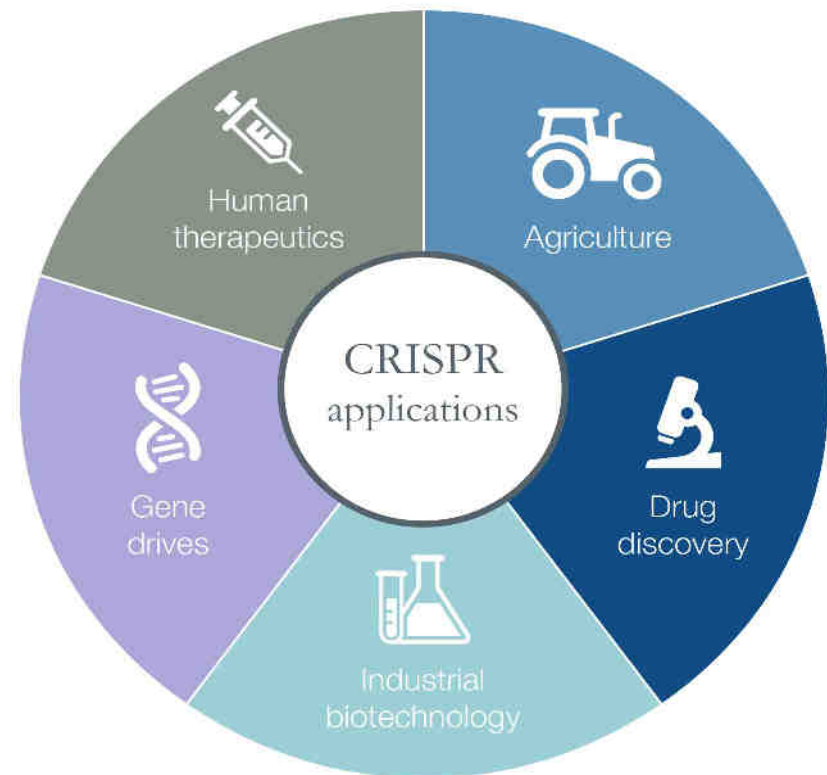 CRISPR
applications
Agriculture
Drug
discovery
Industrial
biotechnology
Gene
drives
Human
therapeutics